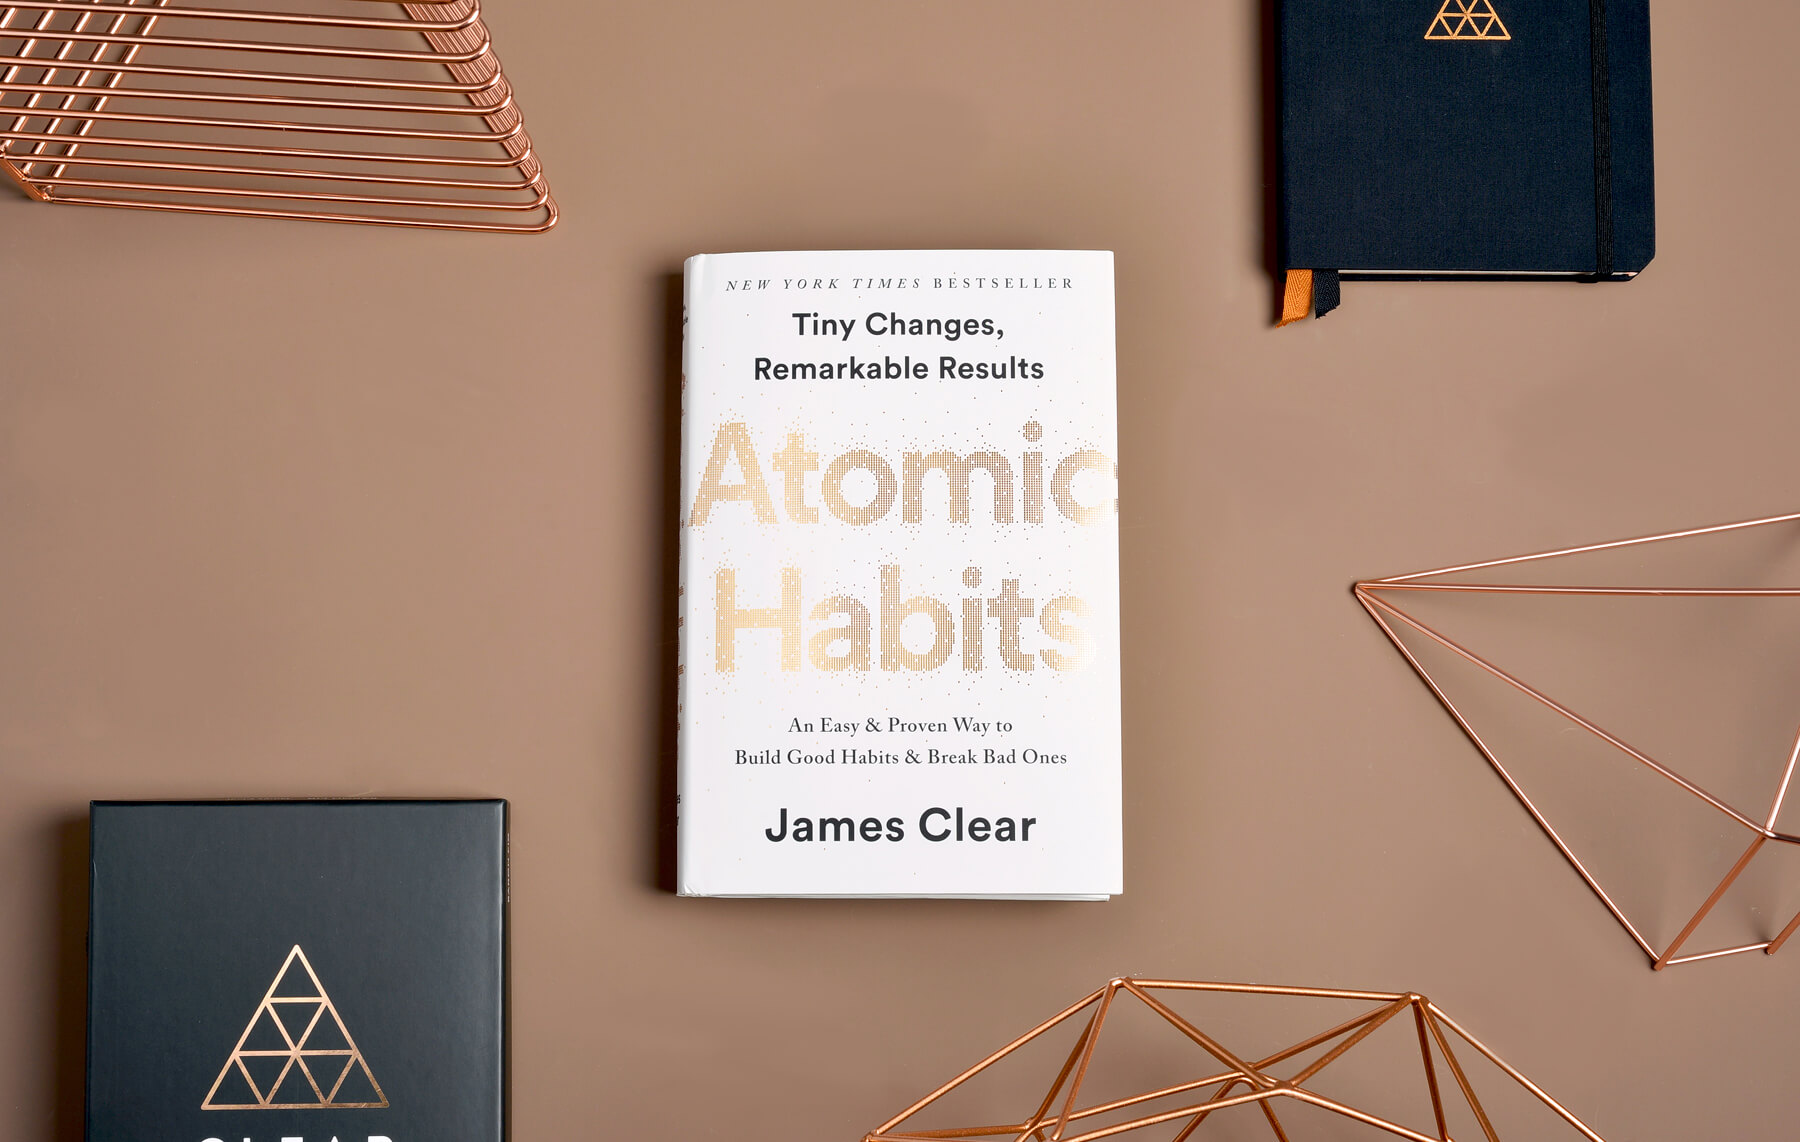 NEW YORK TIMES BESTSELLER
Tiny Changes,
Remarkable Results
Atomic
Habits
An Easy & Proven Way to
Build Good Habits & Break Bad Ones
James Clear
CLEAR